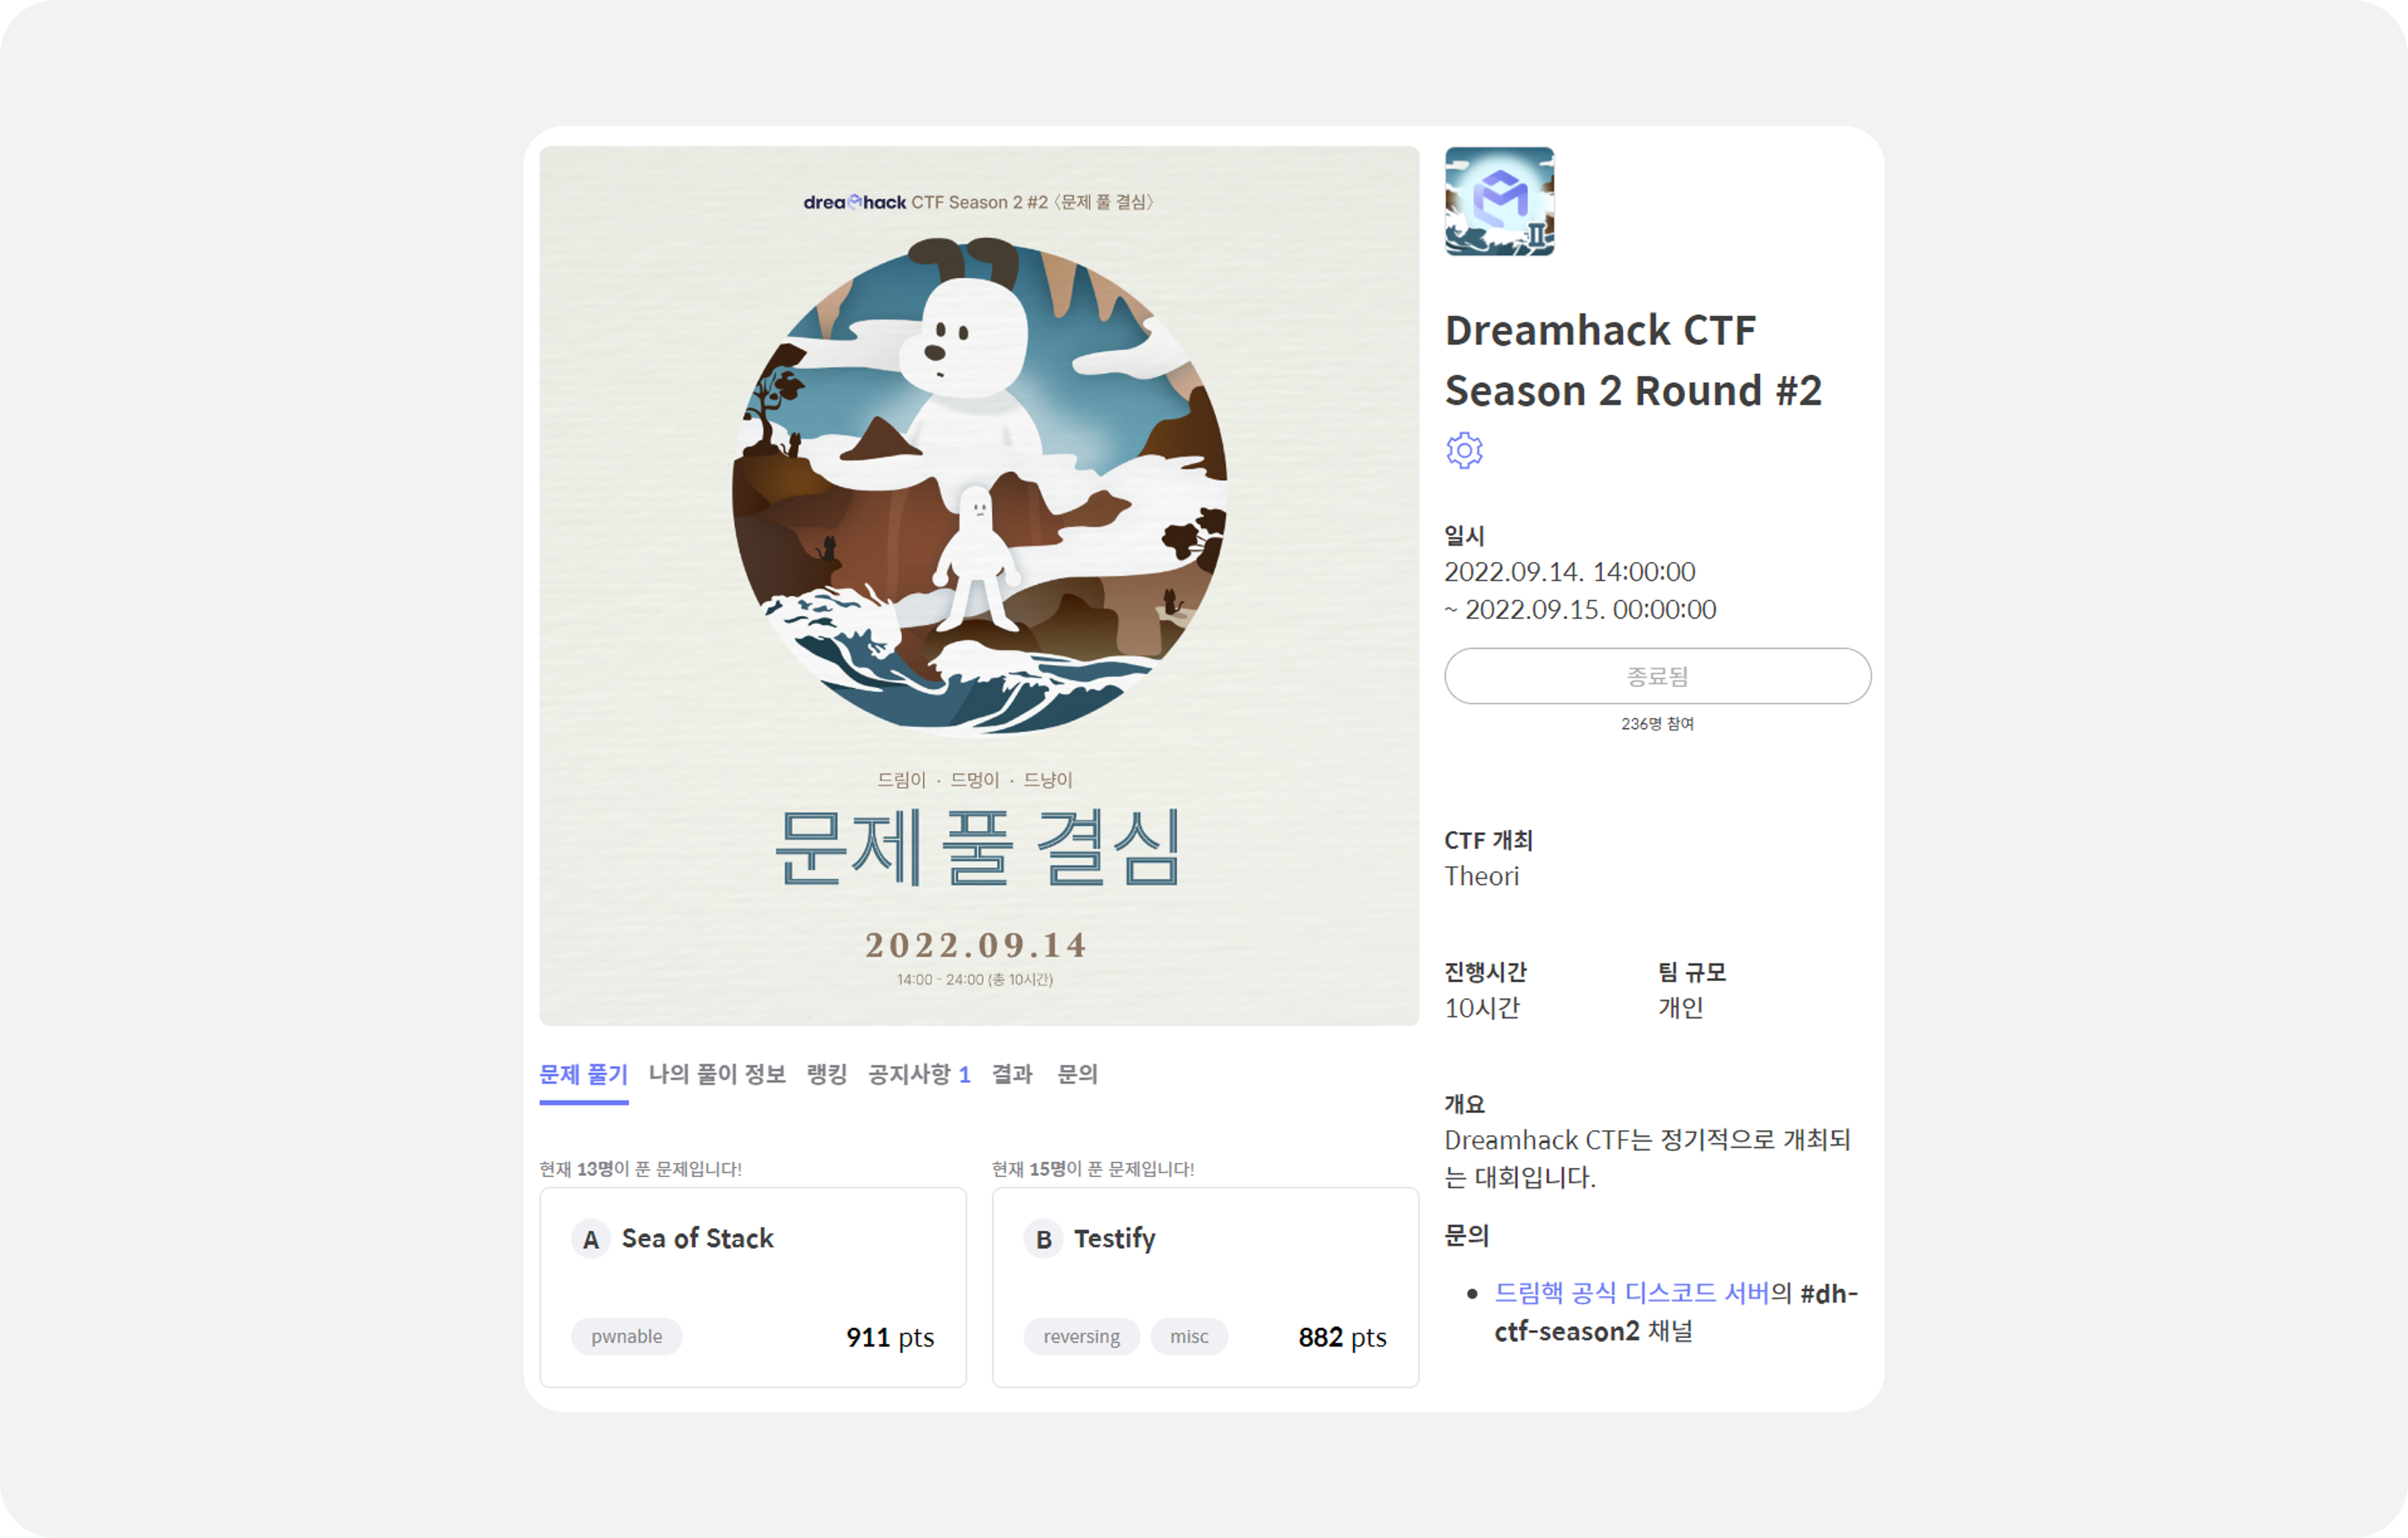 dreamhack CTF Season 2 #2 〈문제 풀 결심〉
드림이 · 드멍이 · 드냥이
문제 풀 결심
2022.09.14
14:00 - 24:00 (총 10시간)
문제 풀기 나의 풀이 정보 랭킹 공지사항 1 결과 문의
현재 13명이 푼 문제입니다!
A Sea of Stack
pwnable 911 pts
현재 15명이 푼 문제입니다!
B Testify
reversing misc 882 pts
II
Dreamhack CTF
Season 2 Round #2
일시
2022.09.14. 14:00:00
~ 2022.09.15. 00:00:00
종료됨
236명 참여
CTF 개최
Theori
진행시간 팀 규모
10시간 개인
개요
Dreamhack CTF는 정기적으로 개최되
는 대회입니다.
문의
• 드림핵 공식 디스코드 서버의 #dh-
ctf-season2 채널